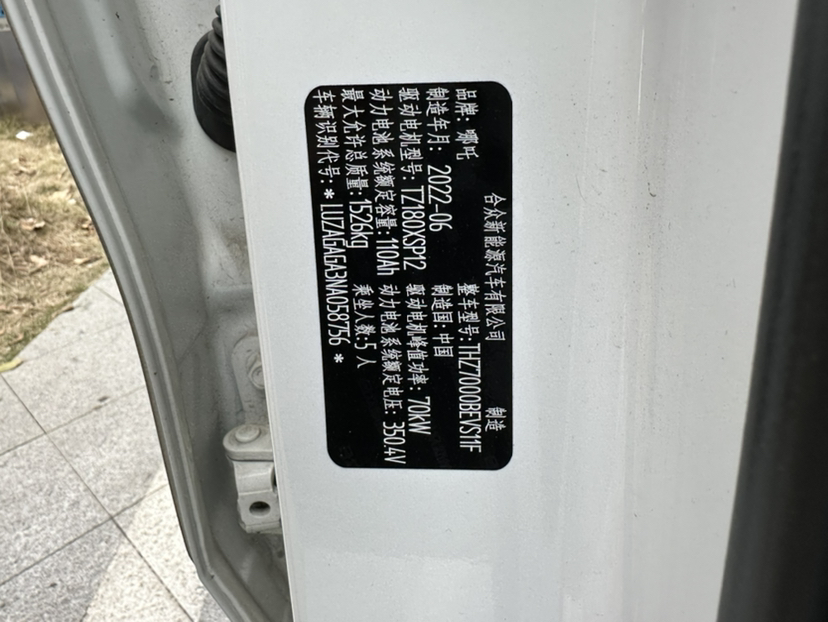 合众新能源汽车有限公司 制造
品牌: 哪吒 整车型号: THZ7000BEVS11F
制造年月: 2022-06 制造国: 中国
驱动电机型号: TZ180XSP12 驱动电机峰值功率: 70kW
动力电池系统额定容量: 110Ah 动力电池系统额定电压: 350.4V
最大允许总质量: 1526kg 乘坐人数: 5 人
车辆识别代号: * LUZAGAGA3NA058756 *